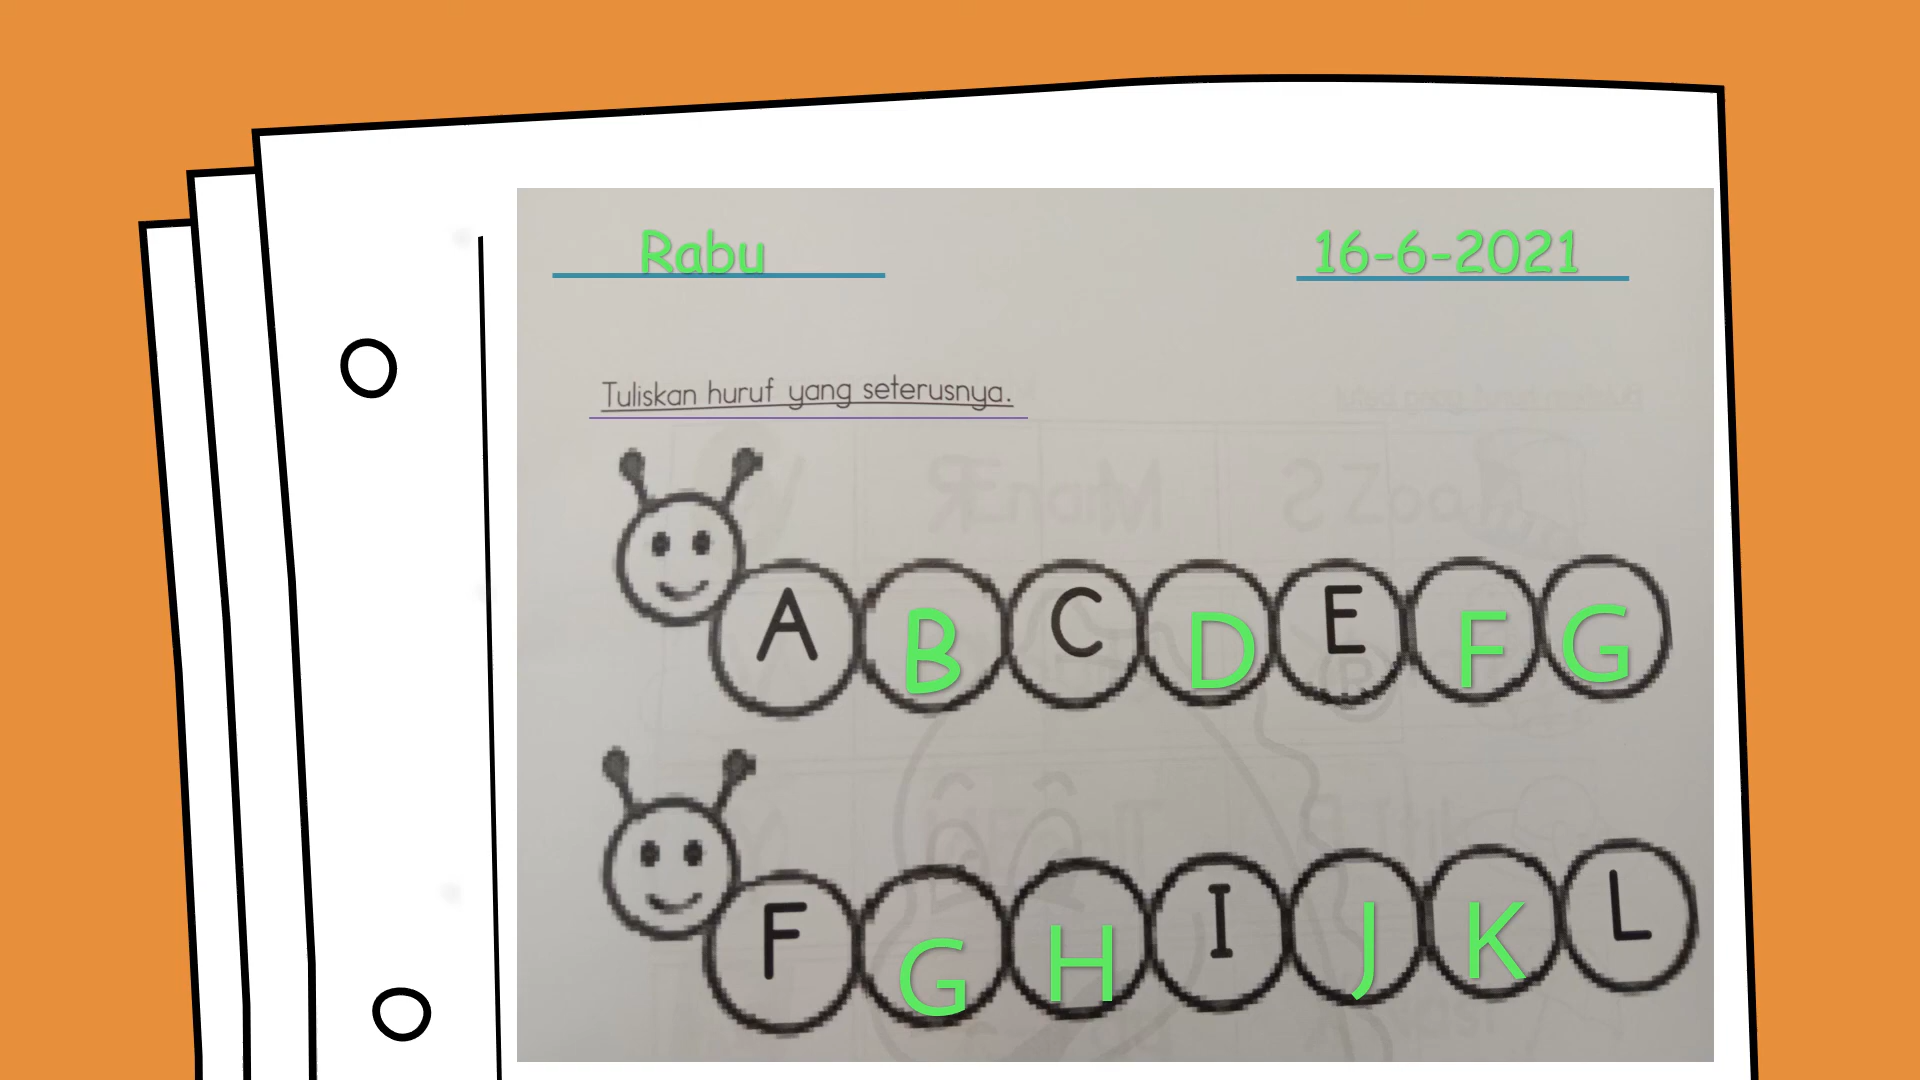 Rabu 16-6-2021
Tuliskan huruf yang seterusnya.
A B C D E F G
F G H I J K L